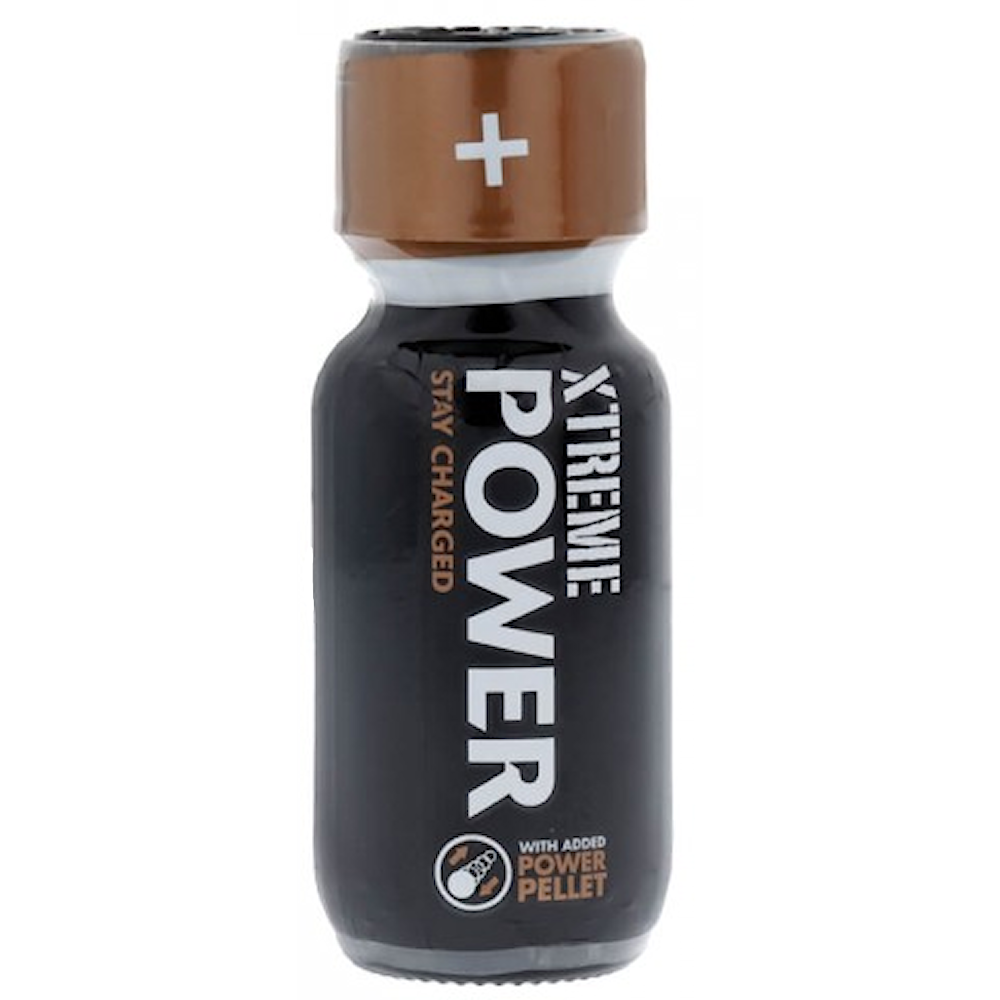 +
XTREME
POWER
STAY CHARGED
WITH ADDED
POWER
PELLET